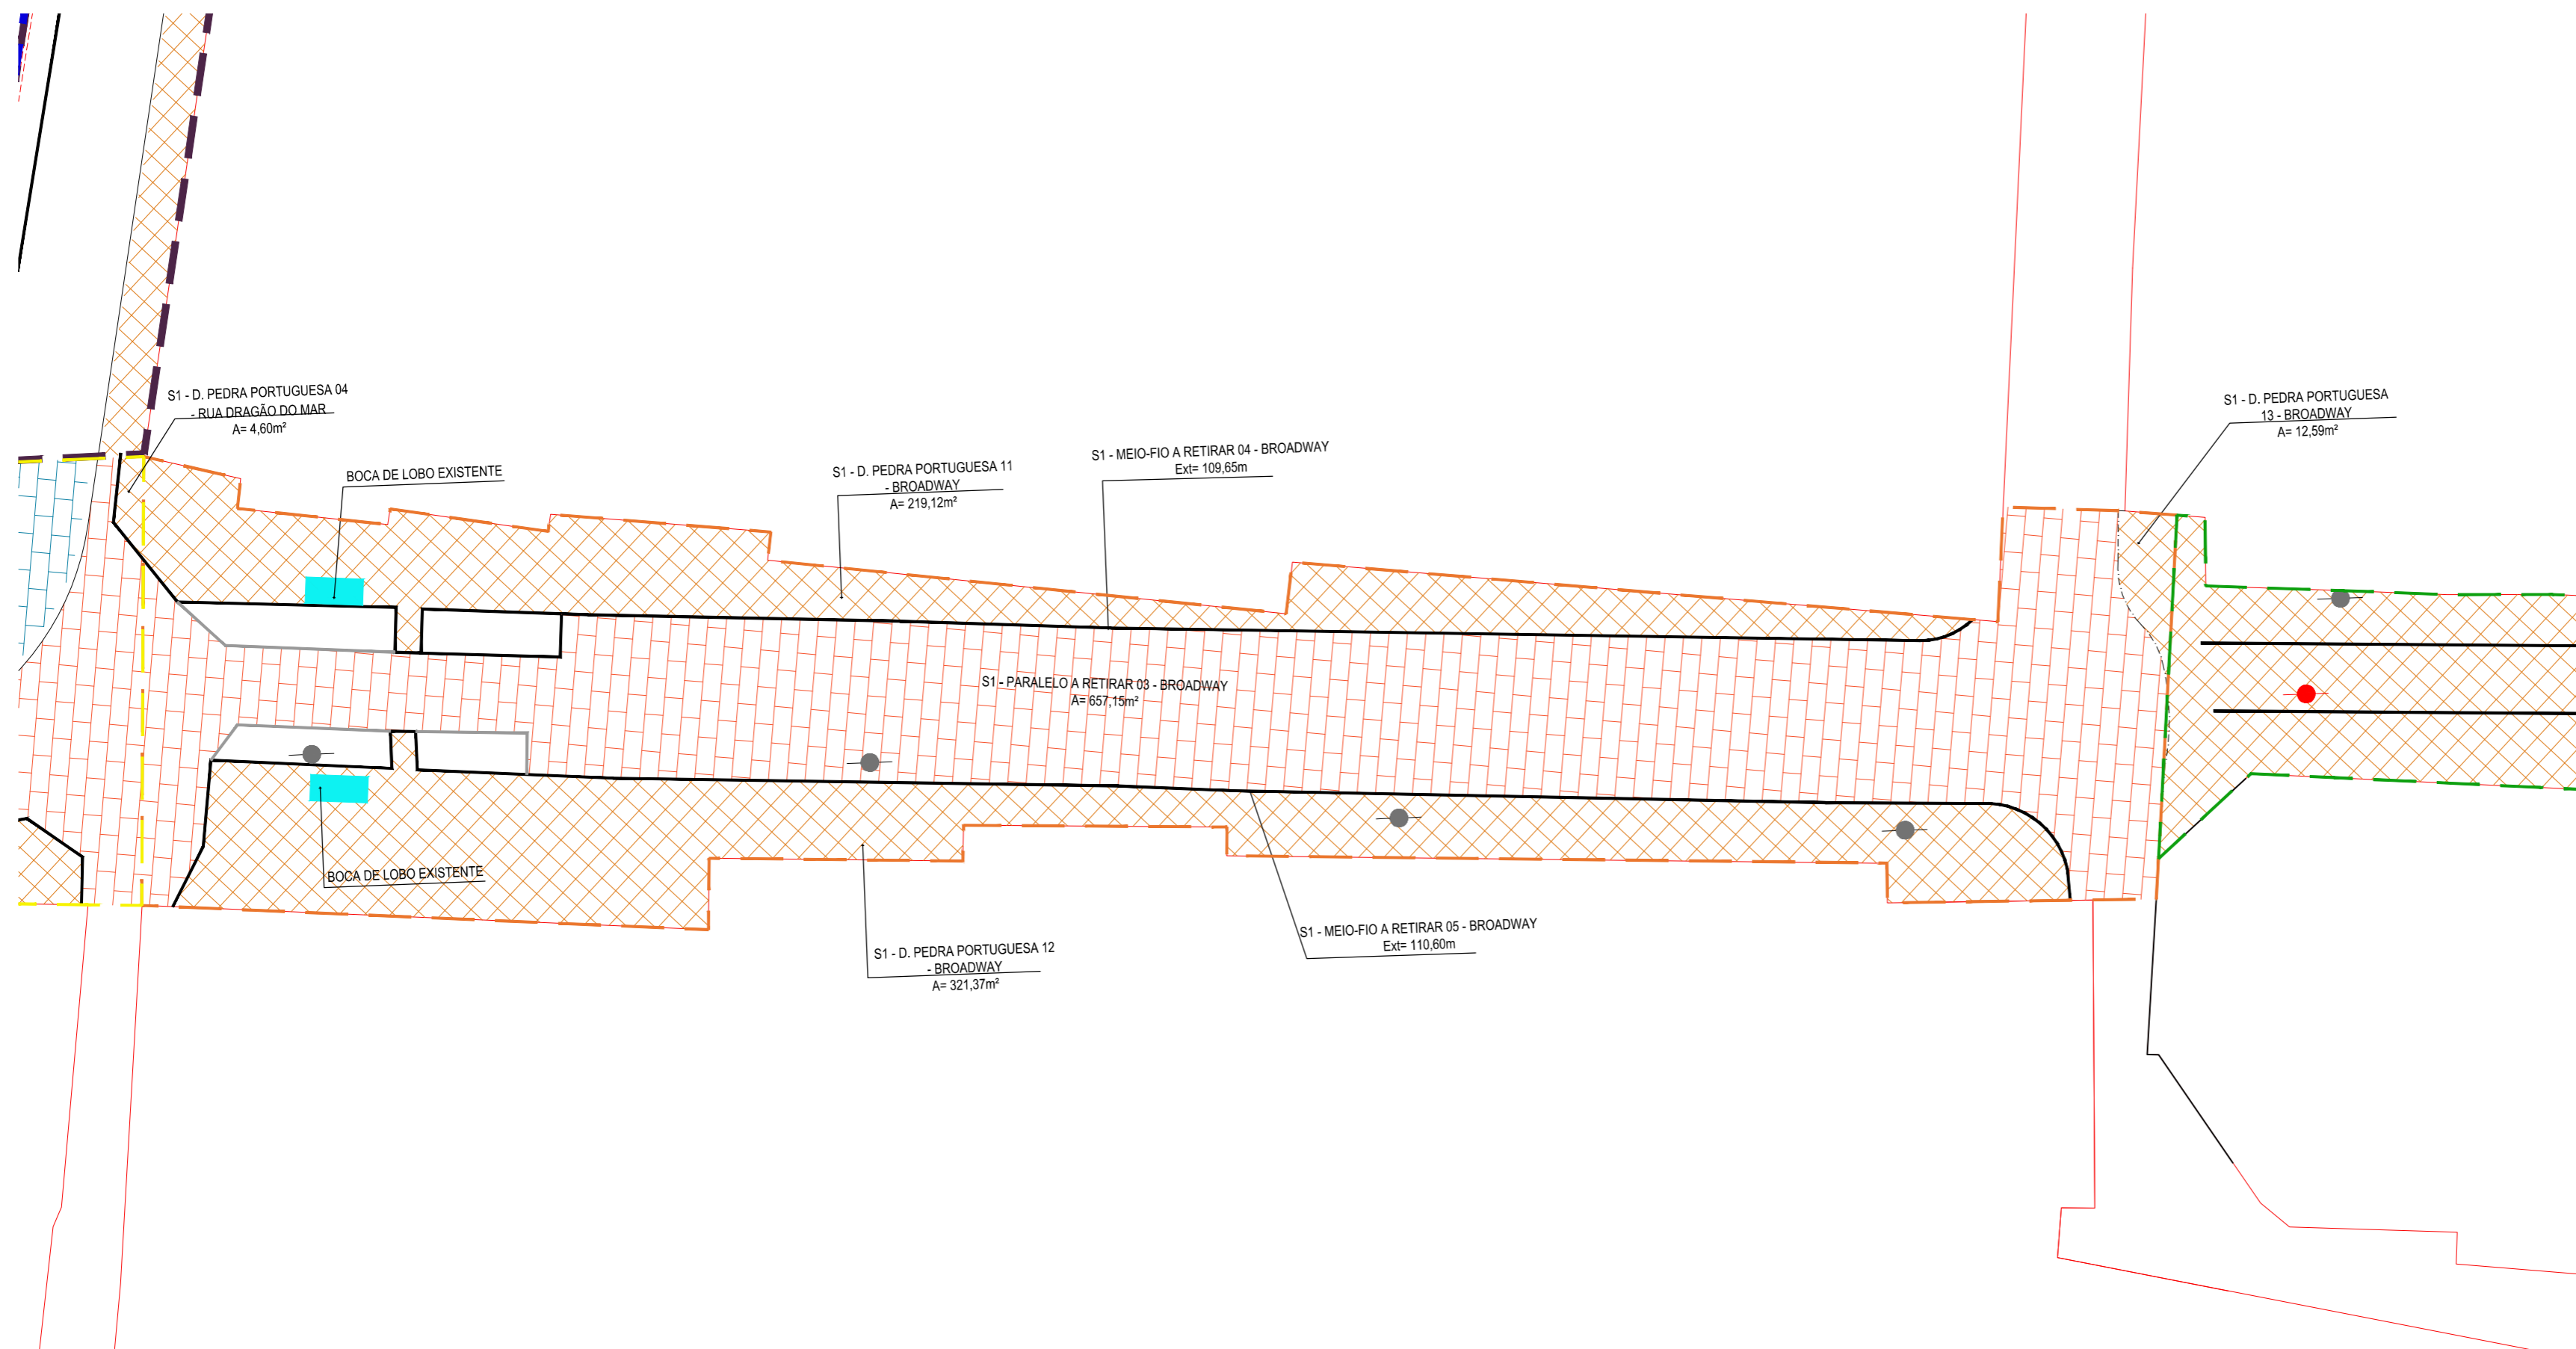 S1 - D. PEDRA PORTUGUESA 04
- RUA DRAGÃO DO MAR
A= 4,60m²
BOCA DE LOBO EXISTENTE
S1 - D. PEDRA PORTUGUESA 11
- BROADWAY
A= 219,12m²
S1 - MEIO-FIO A RETIRAR 04 - BROADWAY
Ext= 109,65m
S1 - D. PEDRA PORTUGUESA
13 - BROADWAY
A= 12,59m²
S1 - PARALELO A RETIRAR 03 - BROADWAY
A= 657,15m²
BOCA DE LOBO EXISTENTE
S1 - D. PEDRA PORTUGUESA 12
- BROADWAY
A= 321,37m²
S1 - MEIO-FIO A RETIRAR 05 - BROADWAY
Ext= 110,60m